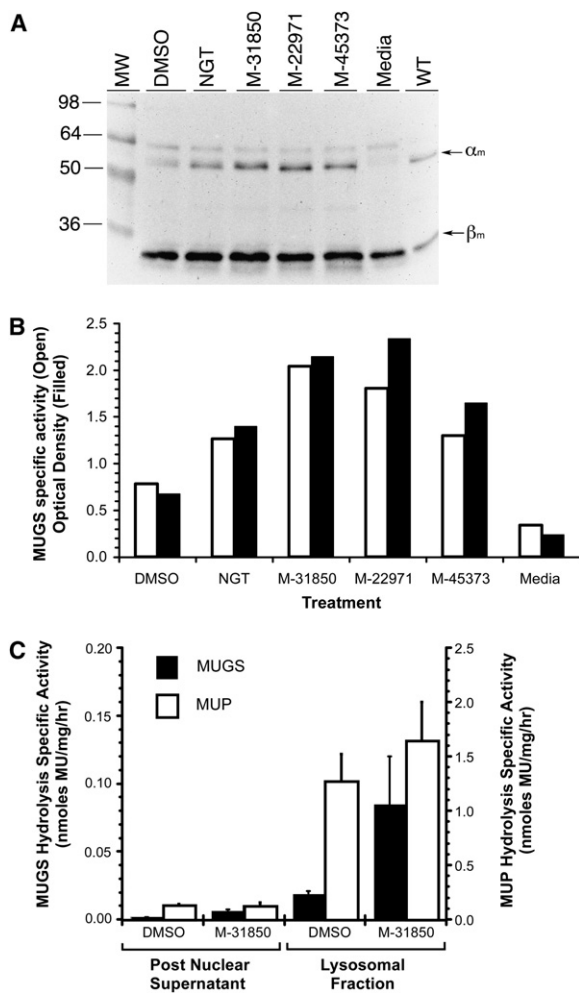 A
MW
DMSO
NGT
M-31850
M-22971
M-45373
Media
WT
98
64
50
36
αm
βm
B
MUGS specific activity (Open)
Optical Density (Filled)
2.5
2.0
1.5
1.0
0.5
0.0
DMSO NGT M-31850 M-22971 M-45373 Media
Treatment
C
MUGS Hydrolysis Specific Activity
(nmoles MU/mg/hr)
0.20
0.15
0.10
0.05
0.00
MUGS
MUP
2.5
2.0
1.5
1.0
0.5
0.0
MUP Hydrolysis Specific Activity
(nmoles MU/mg/hr)
DMSO M-31850 DMSO M-31850
Post Nuclear
Supernatant
Lysosomal
Fraction